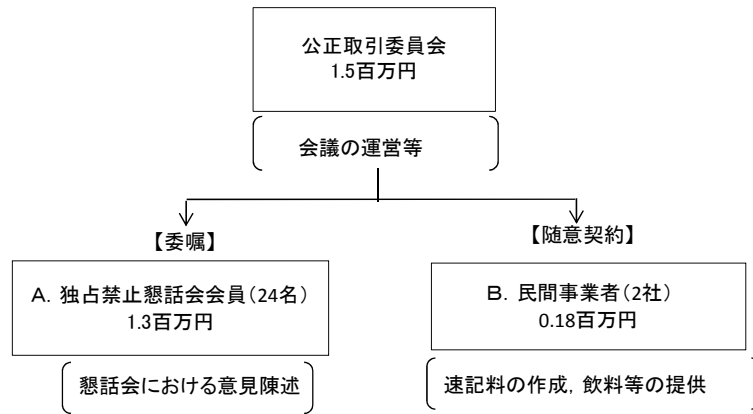 公正取引委員会
1.5百万円
会議の運営等
【委嘱】
【随意契約】
A. 独占禁止懇話会会員(24名)
1.3百万円
B. 民間事業者(2社)
0.18百万円
懇話会における意見陳述
速記料の作成, 飲料等の提供